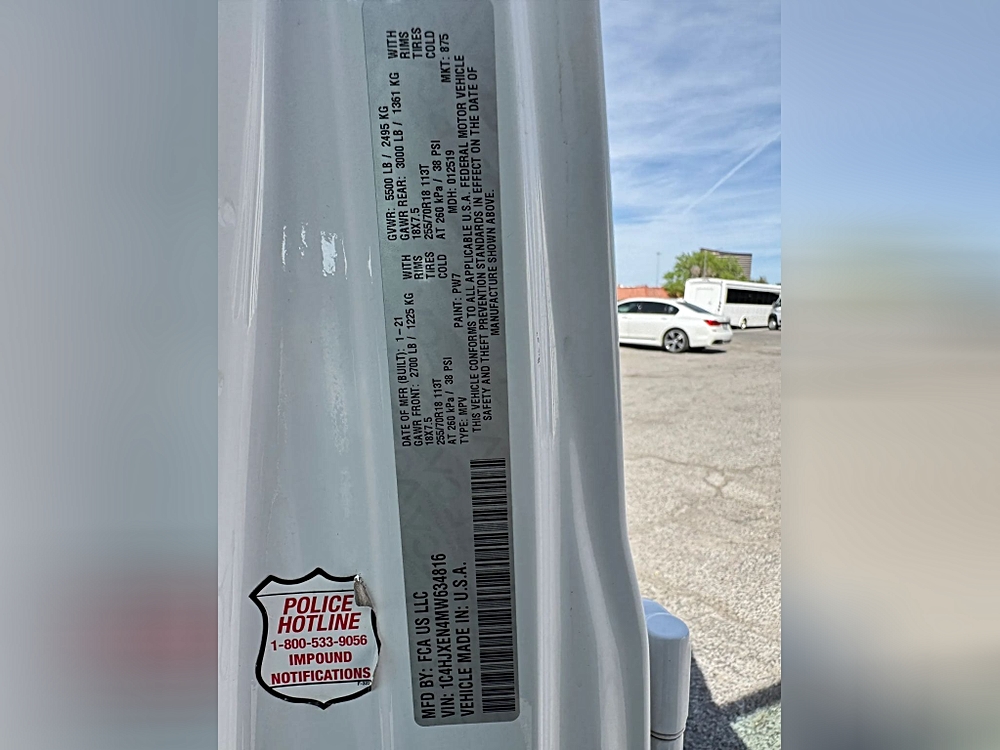 MFD BY: FCA US LLC
VIN: 1C4HJXEN4MW634816
VEHICLE MADE IN: U.S.A.
DATE OF MFR (BUILT): 1-21
GAWR FRONT: 2700 LB / 1225 KG
18X7.5
255/70R18 113T
AT 260 kPa / 38 PSI
WITH
RIMS
TIRES
COLD
GVWR: 5500 LB / 2495 KG
GAWR REAR: 3000 LB / 1361 KG
18X7.5
255/70R18 113T
AT 260 kPa / 38 PSI
WITH
RIMS
TIRES
COLD
TYPE: MPV PAINT: PW7 MDH: 012519 MKT: 875
THIS VEHICLE CONFORMS TO ALL APPLICABLE U.S.A. FEDERAL MOTOR VEHICLE
SAFETY AND THEFT PREVENTION STANDARDS IN EFFECT ON THE DATE OF
MANUFACTURE SHOWN ABOVE.
POLICE
HOTLINE
1-800-533-9056
IMPOUND
NOTIFICATIONS